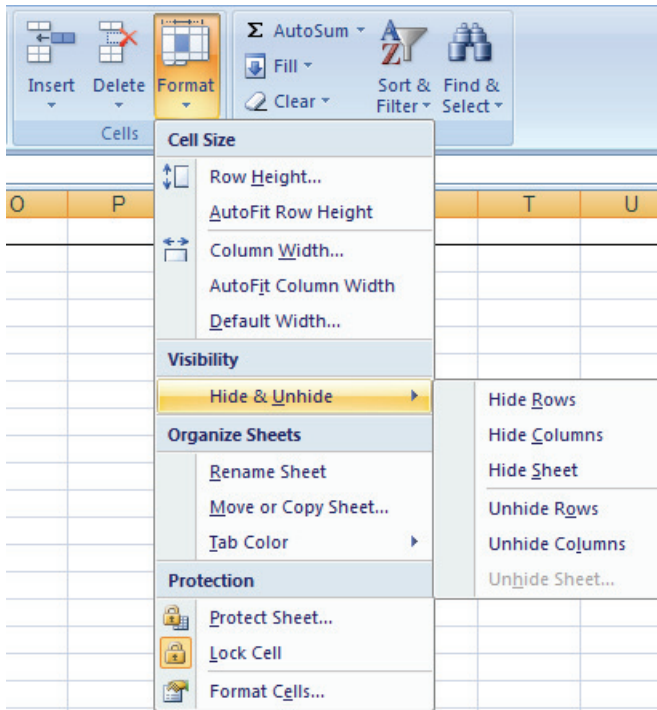 Insert
Delete
Format
Σ AutoSum
Fill
Clear
Sort & Filter
Find & Select
Cells
Cell Size
Row Height...
AutoFit Row Height
Column Width...
AutoFit Column Width
Default Width...
Visibility
Hide & Unhide
Organize Sheets
Rename Sheet
Move or Copy Sheet...
Tab Color
Protection
Protect Sheet...
Lock Cell
Format Cells...
Hide Rows
Hide Columns
Hide Sheet
Unhide Rows
Unhide Columns
Unhide Sheet...
O P T U